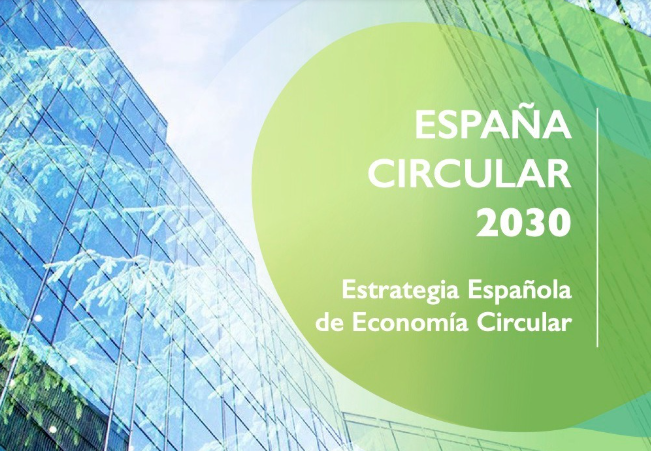 ESPAÑA
CIRCULAR
2030
Estrategia Española
de Economía Circular